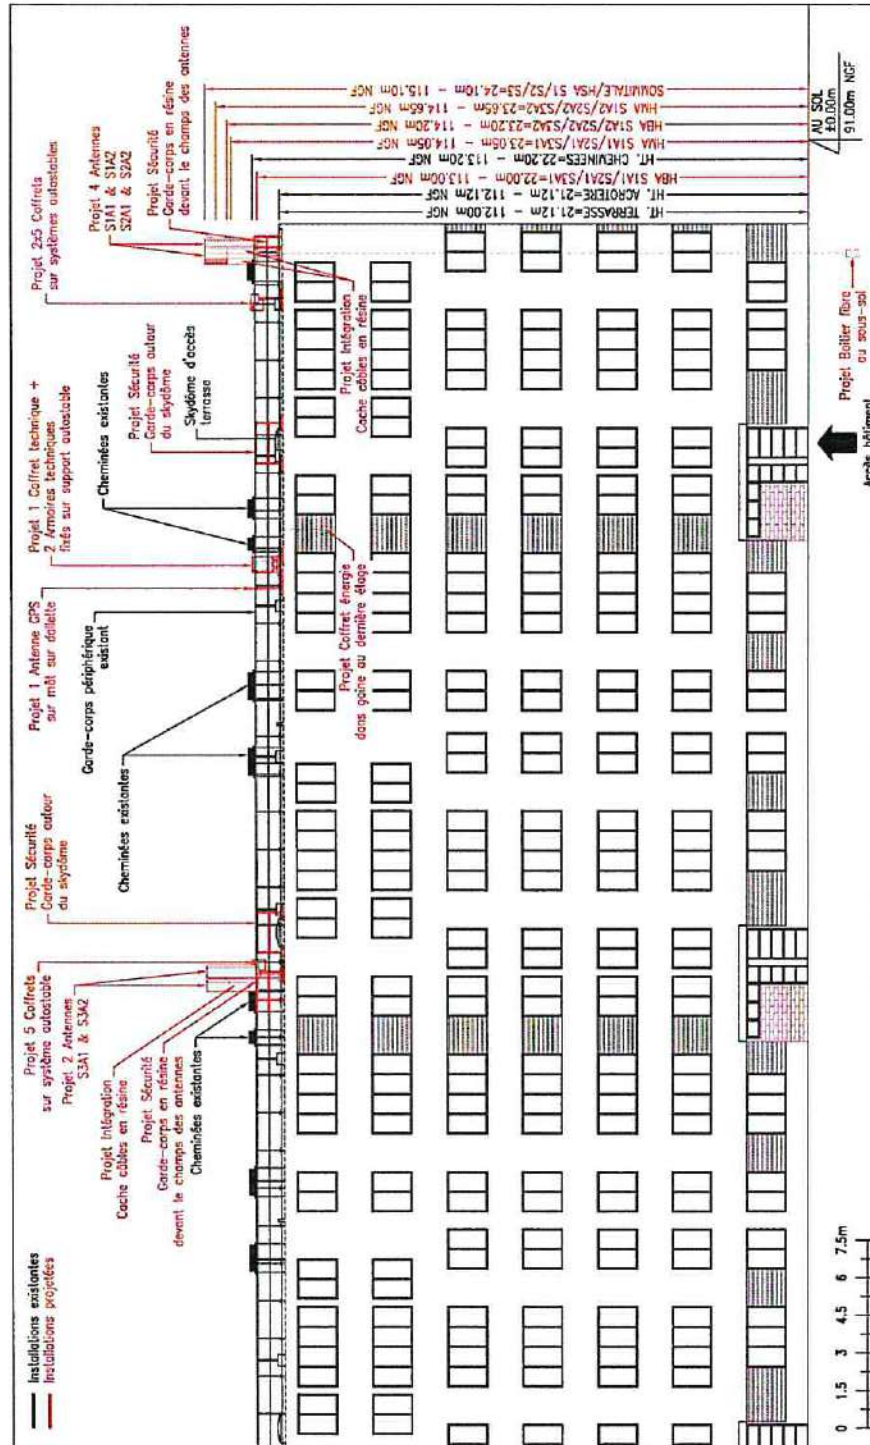 Installations existantes
Installations projetées
Projet 5 Coffrets
sur système autostable
Projet 2 Antennes
S3A1 & S3A2
Projet Intégration
Cache câbles en résine
Projet Sécurité
Garde-corps en résine
devant le champs des antennes
Cheminées existantes
Projet Sécurité
Garde-corps autour
du skydôme
Cheminées existantes
Garde-corps périphérique
existant
Projet 1 Antenne GPS
sur mât sur dallette
Projet 1 Coffret technique +
2 Armoires techniques
fixés sur support autostable
Cheminées existantes
Projet Sécurité
Garde-corps autour
du skydôme
Skydôme d'accès
terrasse
Projet 2x5 Coffrets
sur systèmes autostables
Projet 4 Antennes
S1A1 & S1A2
S2A1 & S2A2
Projet Sécurité
Garde-corps en résine
devant le champs des antennes
Projet Intégration
Cache câbles en résine
Projet Coffret énergie
dans gaine au dernière étage
SOMMITALE/HSA S1/S2/S3=24.10m - 115.10m NGF
HMA S1A2/S2A2/S3A2=23.65m - 114.65m NGF
HBA S1A2/S2A2/S3A2=23.20m - 114.20m NGF
HMA S1A1/S2A1/S3A1=23.05m - 114.05m NGF
HT. CHEMINEES=22.20m - 113.20m NGF
HBA S1A1/S2A1/S3A1=22.00m - 113.00m NGF
HT. ACROTERE=21.12m - 112.12m NGF
HT. TERRASSE=21.12m - 112.00m NGF
AU SOL
±0.00m
91.00m NGF
Projet Boitier fibre
au sous-sol
Accès bâtiment
0 1.5 3 4.5 6 7.5m